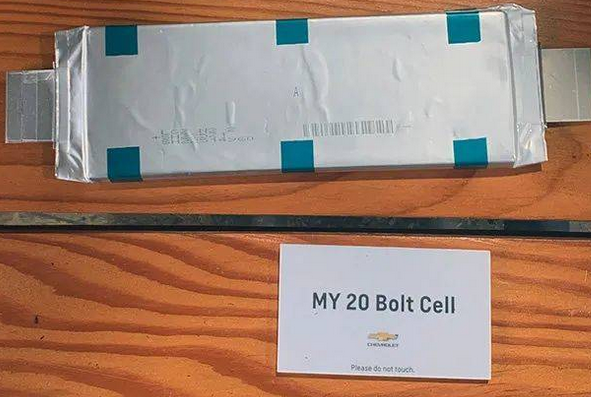 A
MY 20 Bolt Cell
CHEVROLET
Please do not touch.